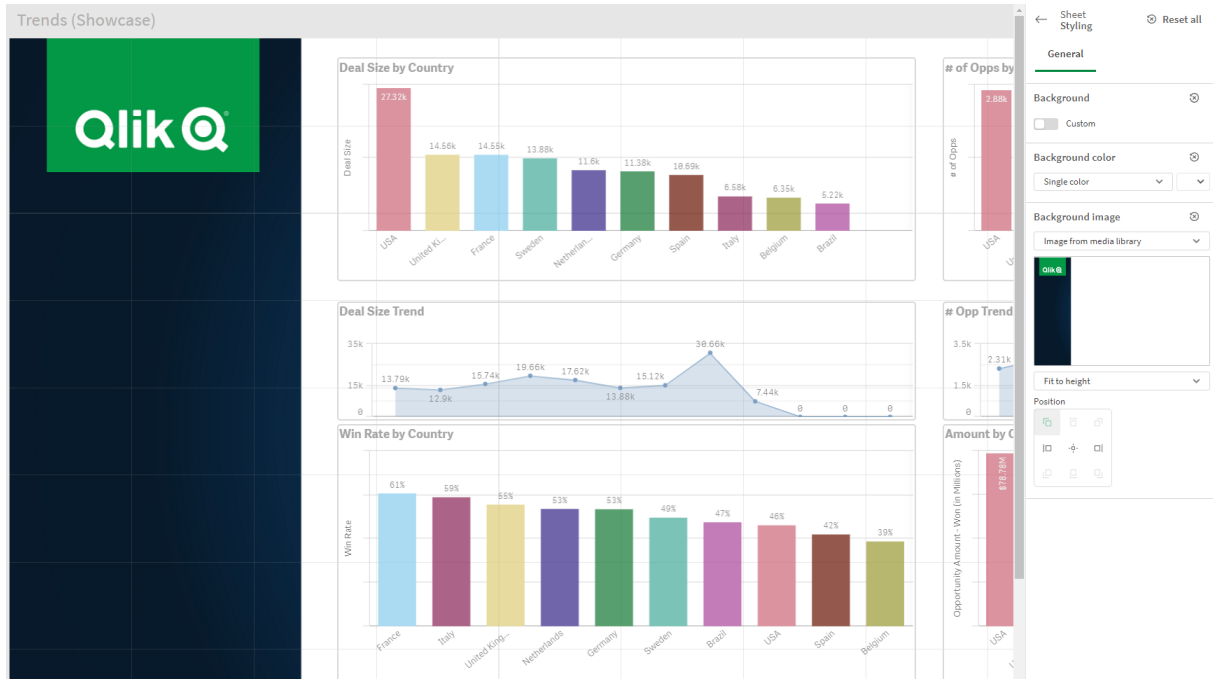 Trends (Showcase)
Qlik
Deal Size by Country
Deal Size
27.32k
14.56k
14.55k
13.88k
11.6k
11.38k
10.69k
6.58k
6.35k
5.22k
USA
United Ki...
France
Sweden
Netherlan...
Germany
Spain
Italy
Belgium
Brazil
# of Opps by
# of Opps
2.88k
USA
Deal Size Trend
35k
15k
0
13.79k
12.9k
15.74k
19.66k
17.62k
13.88k
15.12k
30.66k
7.44k
0
0
0
# Opp Trend
3.5k
1.5k
0
2.31k
Win Rate by Country
Win Rate
61%
59%
55%
53%
53%
49%
47%
46%
42%
39%
France
Italy
United King...
Netherlands
Germany
Sweden
Brazil
USA
Spain
Belgium
Amount by C
Opportunity Amount - Won (in Millions)
$78.78M
USA
Sheet
Styling
Reset all
General
Background
Custom
Background color
Single color
Background image
Image from media library
Qlik
Fit to height
Position